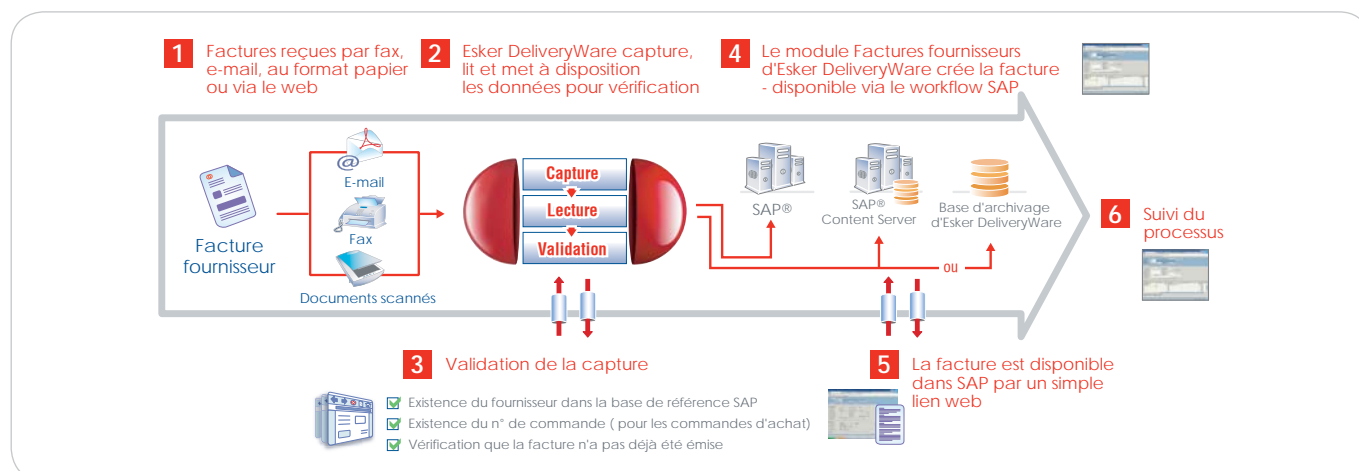 1 Factures reçues par fax,
e-mail, au format papier
ou via le web
2 Esker DeliveryWare capture,
lit et met à disposition
les données pour vérification
4 Le module Factures fournisseurs
d'Esker DeliveryWare crée la facture
- disponible via le workflow SAP
Facture
fournisseur
@
E-mail
Fax
Documents scannés
Capture
Lecture
Validation
SAP®
SAP®
Content Server
Base d'archivage
d'Esker DeliveryWare
ou
6 Suivi du
processus
3 Validation de la capture
Existence du fournisseur dans la base de référence SAP
Existence du n° de commande ( pour les commandes d'achat)
Vérification que la facture n'a pas déjà été émise
5 La facture est disponible
dans SAP par un simple
lien web